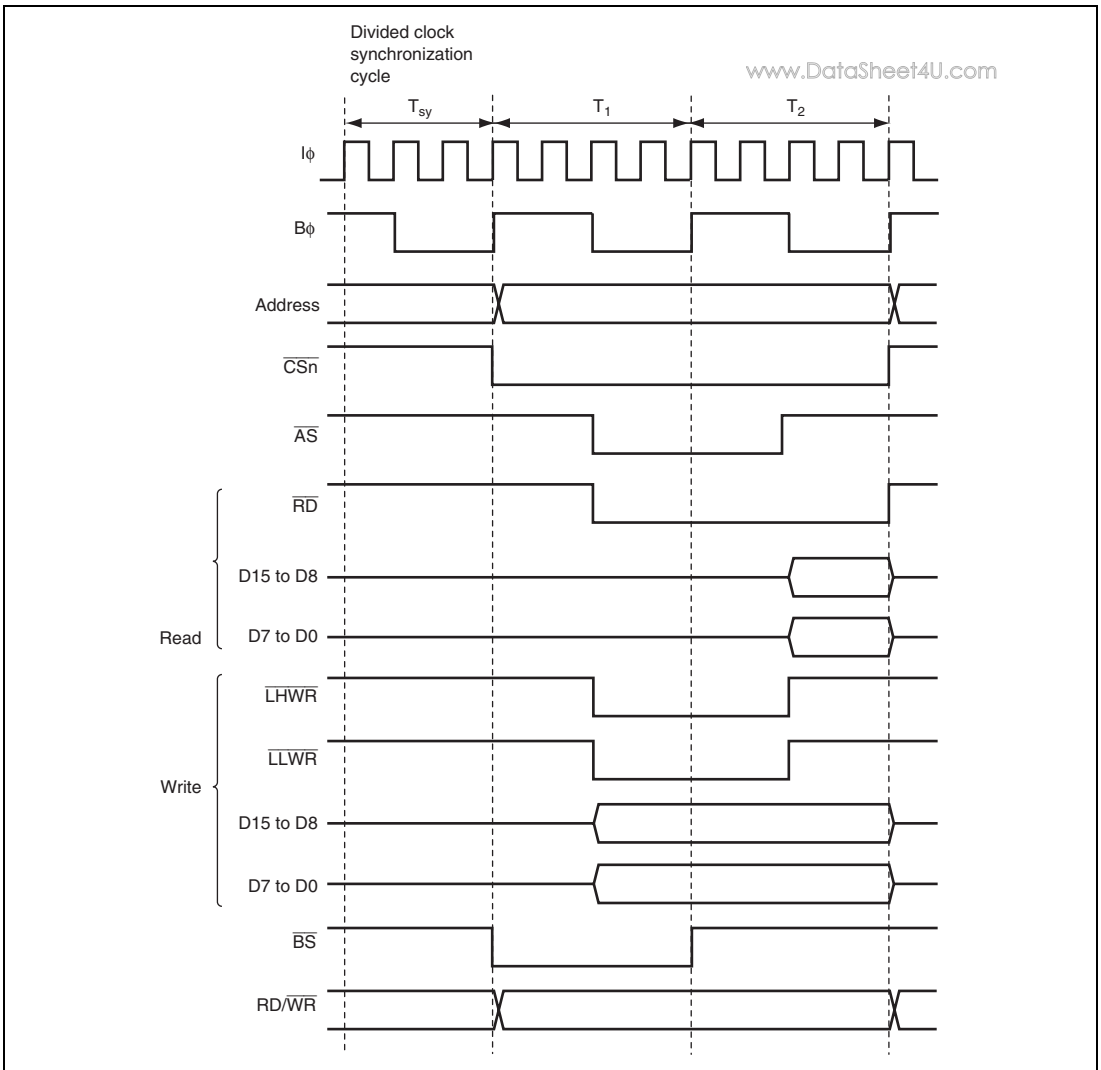 Divided clock
synchronization
cycle
www.DataSheet4U.com
Tsy
T1
T2
Iϕ
Bϕ
Address
CSn
AS
RD
D15 to D8
Read
D7 to D0
LHWR
LLWR
Write
D15 to D8
D7 to D0
BS
RD/WR